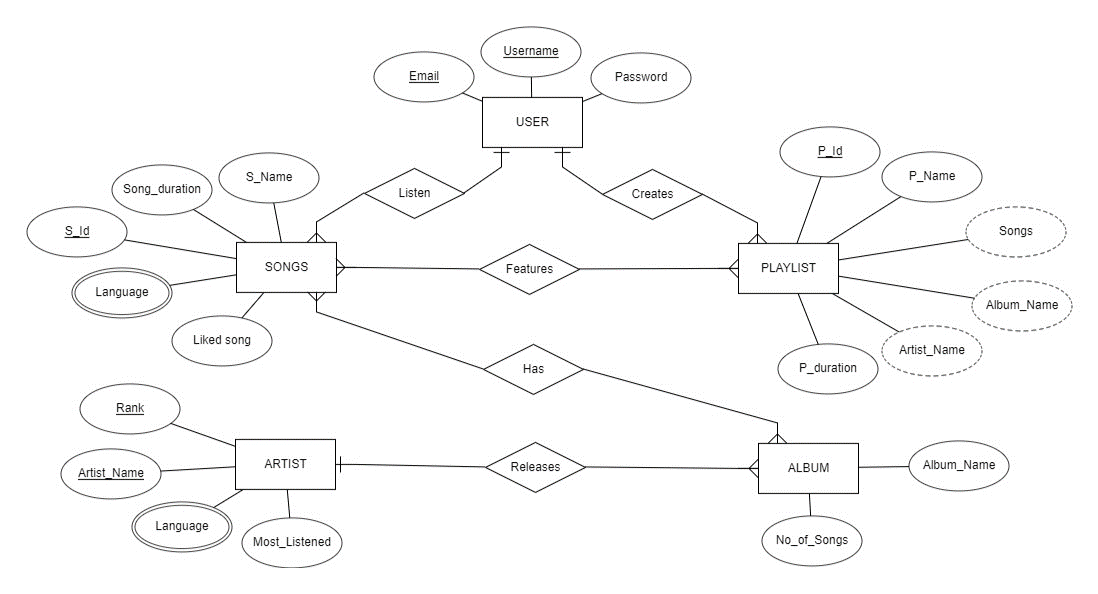 Username
Email
Password
USER
P_Id
S_Name
P_Name
Song_duration
Listen
Creates
S_Id
Songs
SONGS
Features
PLAYLIST
Language
Album_Name
Liked song
Artist_Name
Has
P_duration
Rank
ARTIST
Releases
ALBUM
Album_Name
Artist_Name
Language
Most_Listened
No_of_Songs